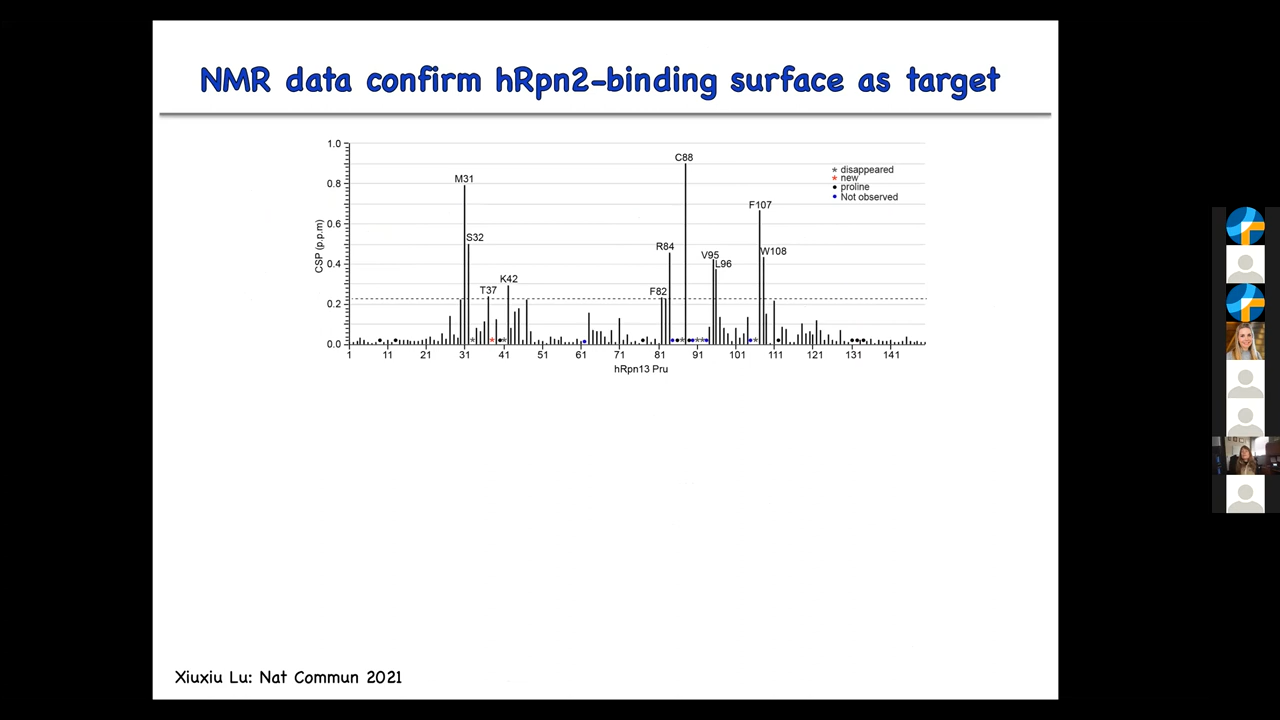 NMR data confirm hRpn2-binding surface as target
1.0
0.8
0.6
0.4
0.2
0.0
CSP (p.p.m)
M31
S32
T37
K42
F82
R84
C88
V95
L96
F107
W108
* disappeared
* new
• proline
• Not observed
1 11 21 31 41 51 61 71 81 91 101 111 121 131 141
hRpn13 Pru
Xiuxiu Lu: Nat Commun 2021